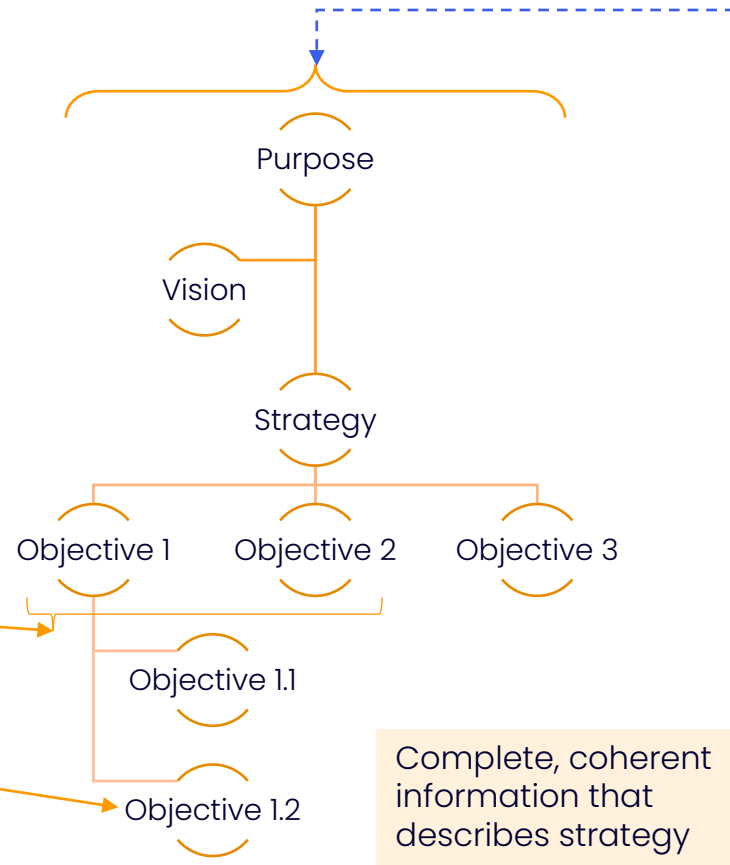 Purpose
Vision
Strategy
Objective 1
Objective 2
Objective 3
Objective 1.1
Objective 1.2
Complete, coherent
information that
describes strategy